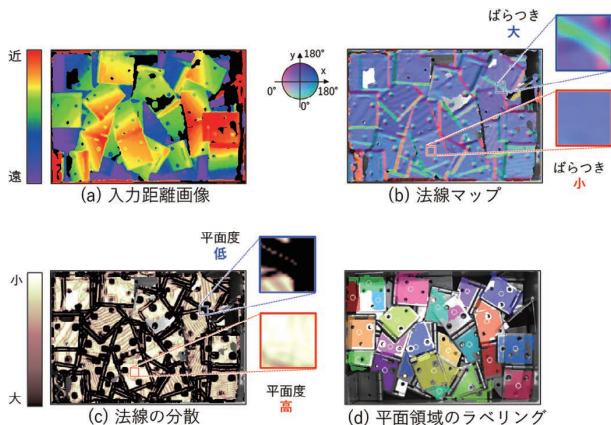 近
遠
(a) 入力距離画像
y 180°
x
0° 180°
0°
ばらつき
大
ばらつき
小
(b) 法線マップ
小
大
平面度
低
平面度
高
(c) 法線の分散
(d) 平面領域のラベリング